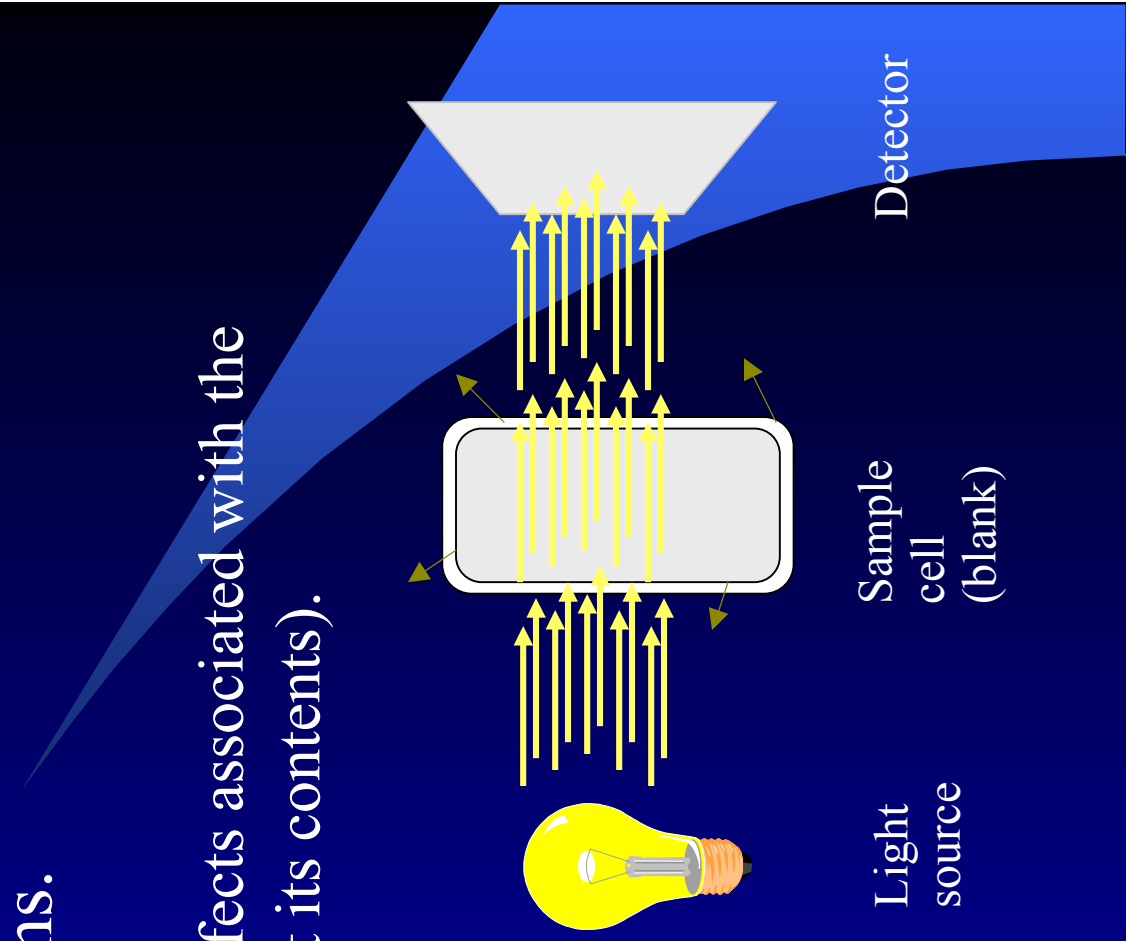 ns.
fects associated with the
t its contents).
Light
source
Sample
cell
(blank)
Detector